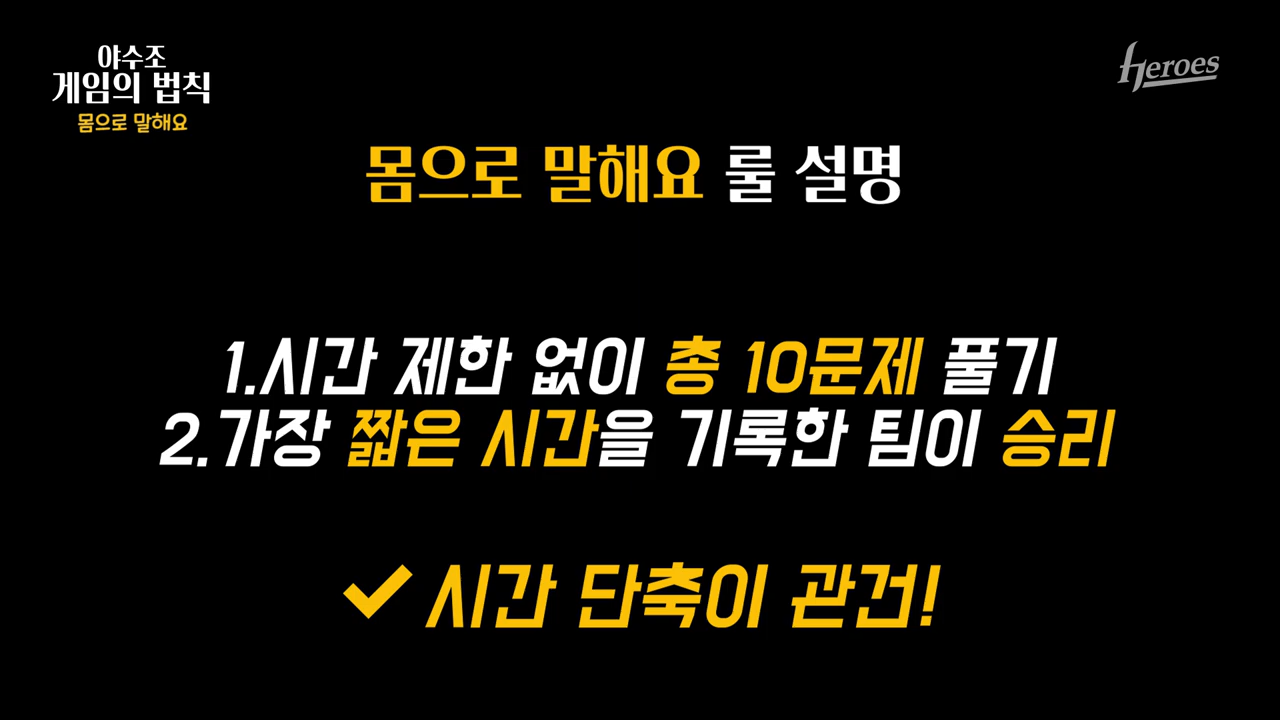 야수조
게임의 법칙
몸으로 말해요
Heroes
몸으로 말해요 룰 설명
1.시간 제한 없이 총 10문제 풀기
2.가장 짧은 시간을 기록한 팀이 승리
시간 단축이 관건!